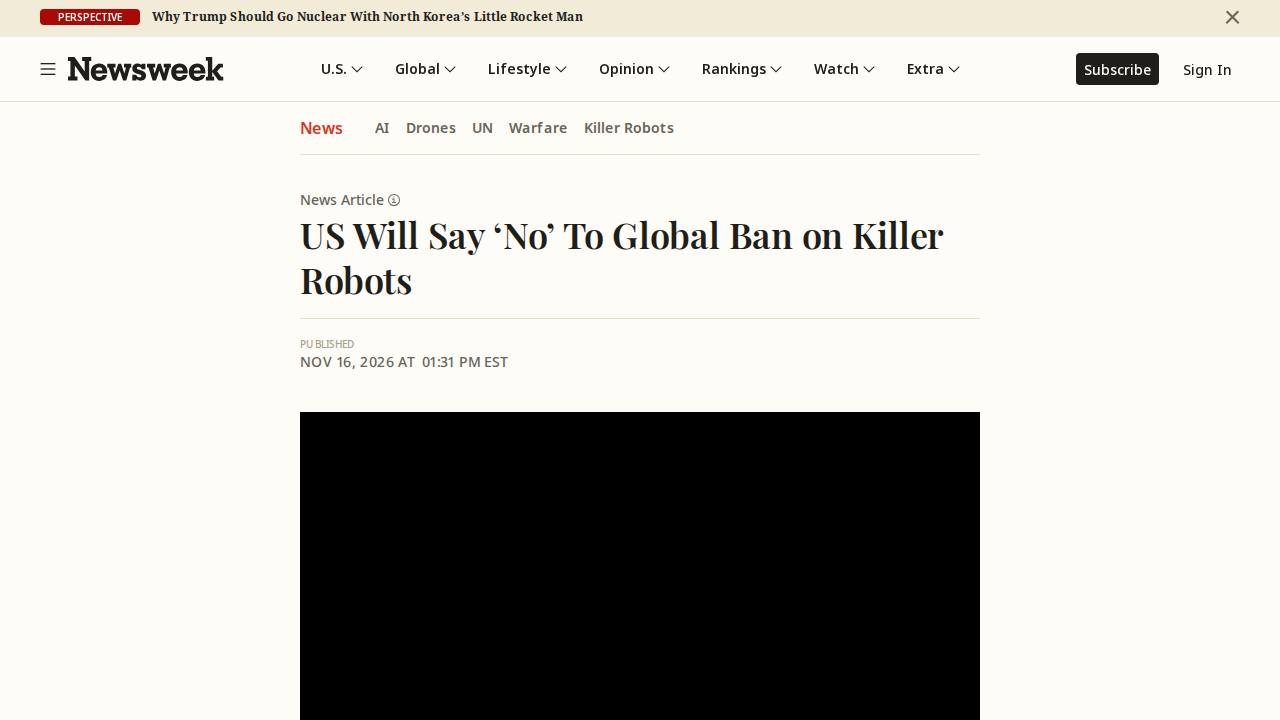 PERSPECTIVE Why Trump Should Go Nuclear With North Korea's Little Rocket Man
Newsweek U.S. Global Lifestyle Opinion Rankings Watch Extra Subscribe Sign In
News AI Drones UN Warfare Killer Robots
News Article
US Will Say ‘No’ To Global Ban on Killer
Robots
PUBLISHED
NOV 16, 2026 AT 01:31 PM EST